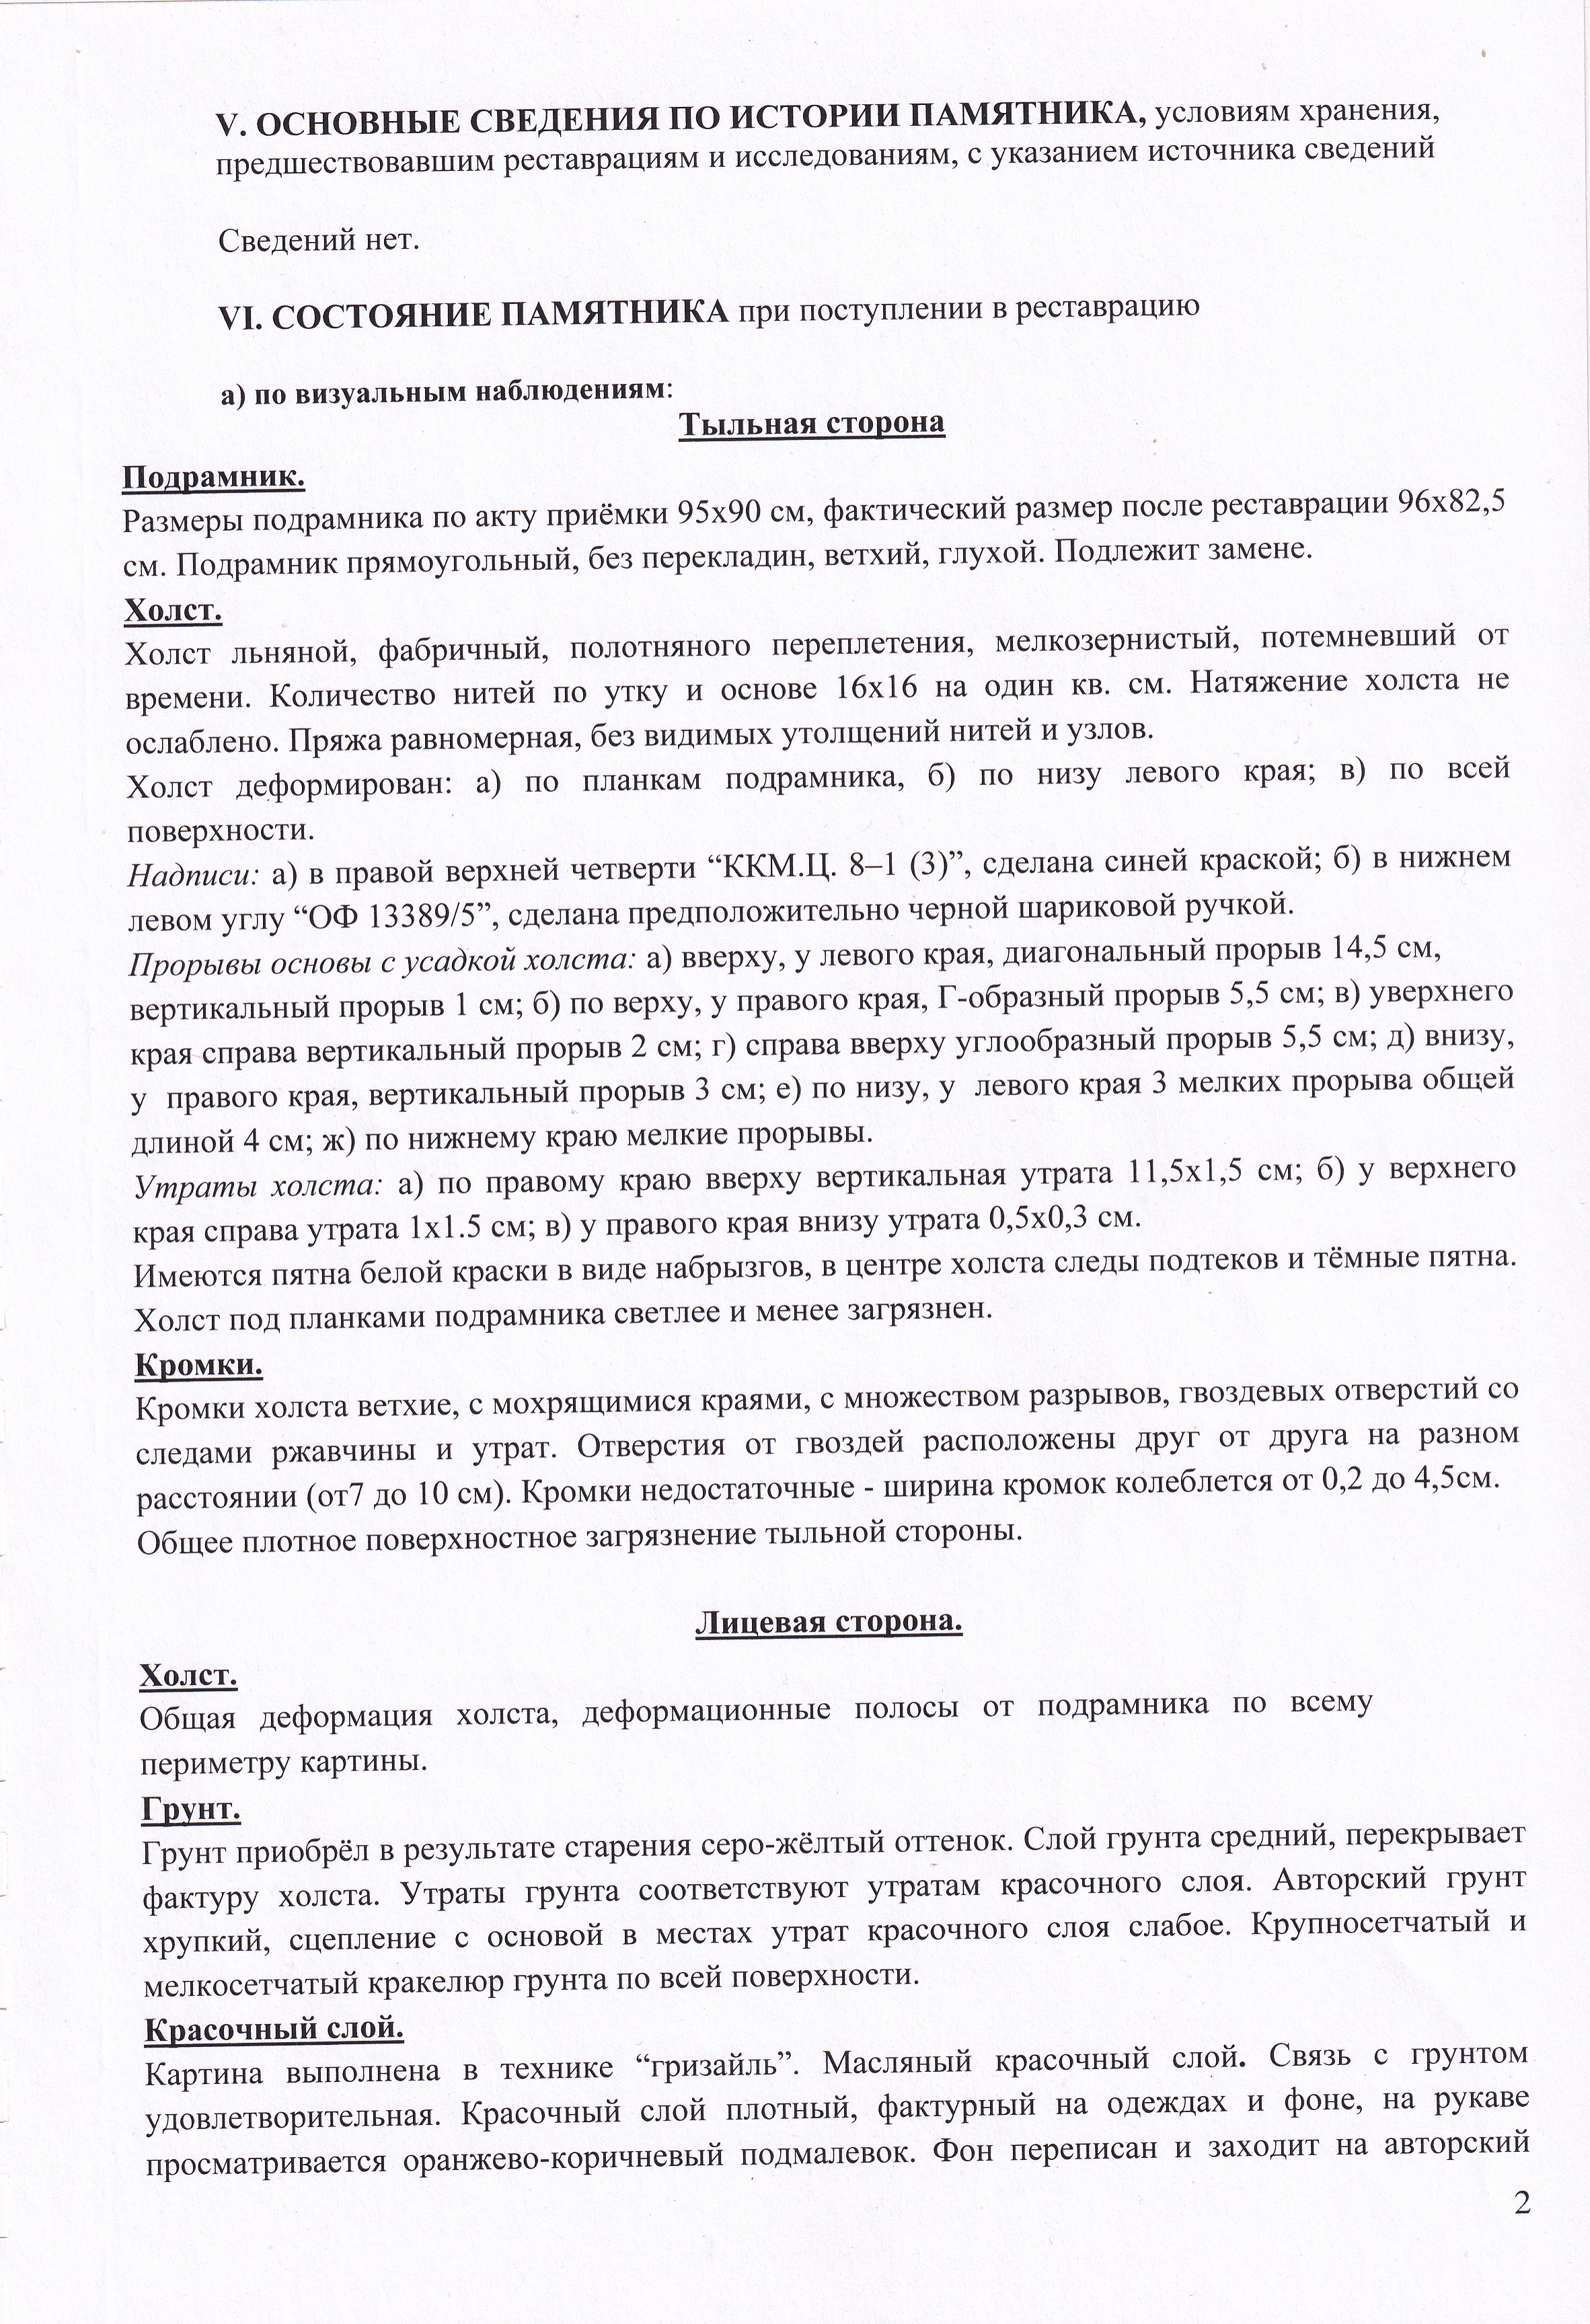 V. ОСНОВНЫЕ СВЕДЕНИЯ ПО ИСТОРИИ ПАМЯТНИКА, условиям хранения,
предшествовавшим реставрациям и исследованиям, с указанием источника сведений
Сведений нет.
VI. СОСТОЯНИЕ ПАМЯТНИКА при поступлении в реставрацию
а) по визуальным наблюдениям:
Тыльная сторона
Подрамник.
Размеры подрамника по акту приёмки 95х90 см, фактический размер после реставрации 96х82,5
см. Подрамник прямоугольный, без перекладин, ветхий, глухой. Подлежит замене.
Холст.
Холст льняной, фабричный, полотняного переплетения, мелкозернистый, потемневший от
времени. Количество нитей по утку и основе 16х16 на один кв. см. Натяжение холста не
ослаблено. Пряжа равномерная, без видимых утолщений нитей и узлов.
Холст деформирован: а) по планкам подрамника, б) по низу левого края; в) по всей
поверхности.
Надписи: а) в правой верхней четверти “ККМ.Ц. 8–1 (3)”, сделана синей краской; б) в нижнем
левом углу “ОФ 13389/5”, сделана предположительно черной шариковой ручкой.
Прорывы основы с усадкой холста: а) вверху, у левого края, диагональный прорыв 14,5 см,
вертикальный прорыв 1 см; б) по верху, у правого края, Г-образный прорыв 5,5 см; в) уверхнего
края справа вертикальный прорыв 2 см; г) справа вверху углообразный прорыв 5,5 см; д) внизу,
у правого края, вертикальный прорыв 3 см; е) по низу, у левого края 3 мелких прорыва общей
длиной 4 см; ж) по нижнему краю мелкие прорывы.
Утраты холста: а) по правому краю вверху вертикальная утрата 11,5х1,5 см; б) у верхнего
края справа утрата 1х1.5 см; в) у правого края внизу утрата 0,5х0,3 см.
Имеются пятна белой краски в виде набрызгов, в центре холста следы подтеков и тёмные пятна.
Холст под планками подрамника светлее и менее загрязнен.
Кромки.
Кромки холста ветхие, с мохрящимися краями, с множеством разрывов, гвоздевых отверстий со
следами ржавчины и утрат. Отверстия от гвоздей расположены друг от друга на разном
расстоянии (от7 до 10 см). Кромки недостаточные - ширина кромок колеблется от 0,2 до 4,5см.
Общее плотное поверхностное загрязнение тыльной стороны.
Лицевая сторона.
Холст.
Общая деформация холста, деформационные полосы от подрамника по всему
периметру картины.
Грунт.
Грунт приобрёл в результате старения серо-жёлтый оттенок. Слой грунта средний, перекрывает
фактуру холста. Утраты грунта соответствуют утратам красочного слоя. Авторский грунт
хрупкий, сцепление с основой в местах утрат красочного слоя слабое. Крупносетчатый и
мелкосетчатый кракелюр грунта по всей поверхности.
Красочный слой.
Картина выполнена в технике “гризайль”. Масляный красочный слой. Связь с грунтом
удовлетворительная. Красочный слой плотный, фактурный на одеждах и фоне, на рукаве
просматривается оранжево-коричневый подмалевок. Фон переписан и заходит на авторский
2